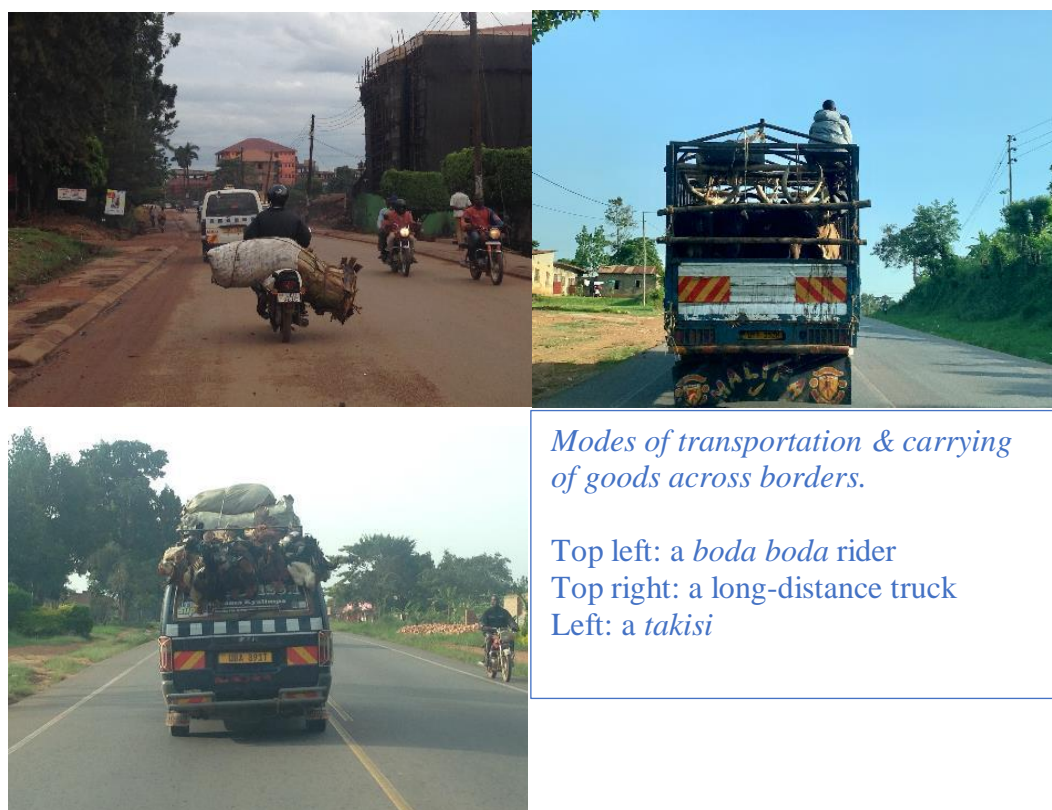 Modes of transportation & carrying
of goods across borders.
Top left: a boda boda rider
Top right: a long-distance truck
Left: a takisi